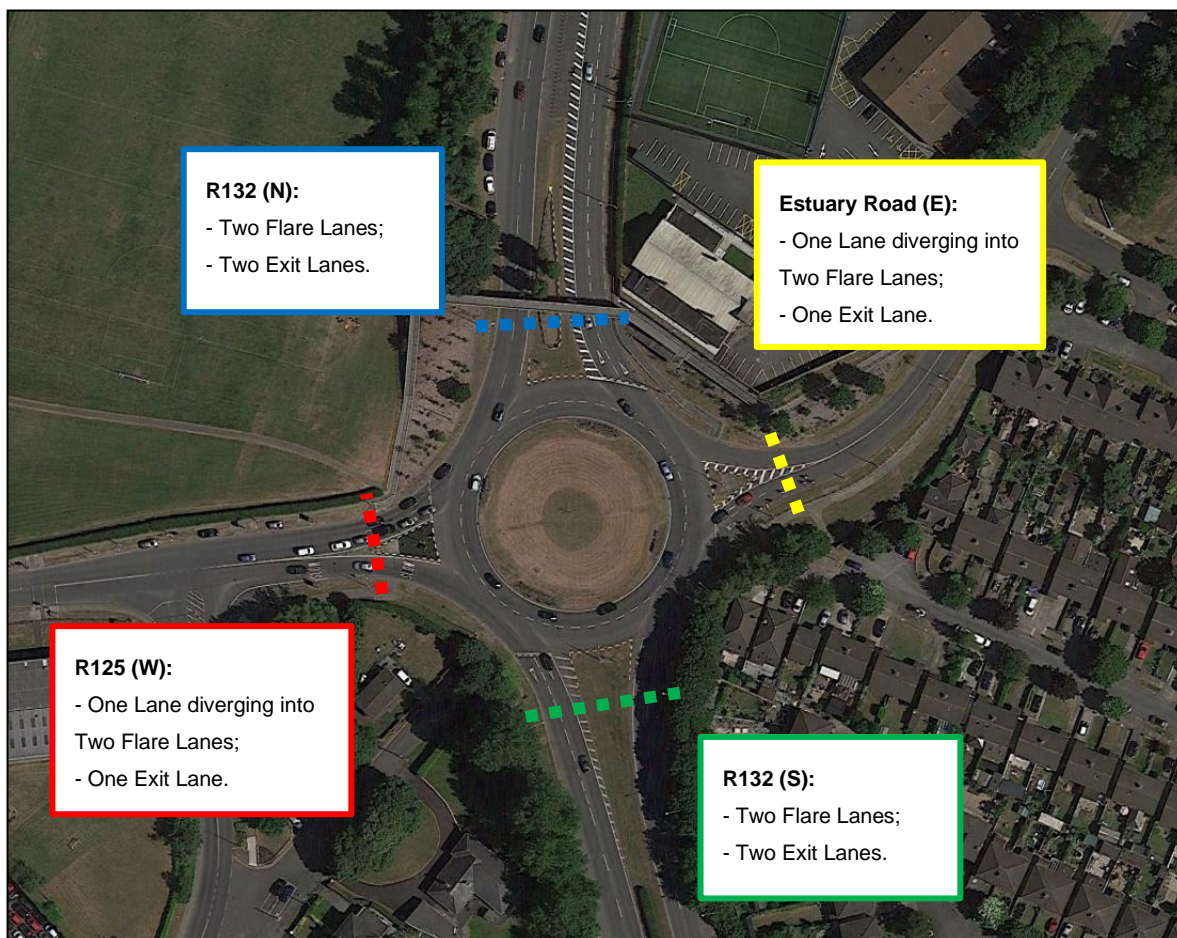 R132 (N):
- Two Flare Lanes;
- Two Exit Lanes.
Estuary Road (E):
- One Lane diverging into
Two Flare Lanes;
- One Exit Lane.
R125 (W):
- One Lane diverging into
Two Flare Lanes;
- One Exit Lane.
R132 (S):
- Two Flare Lanes;
- Two Exit Lanes.